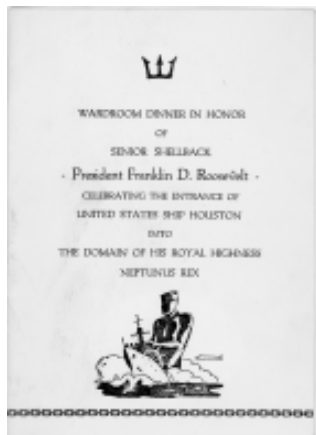 WARDROOM DINNER IN HONOR
OF
SENIOR SHELLBACK
- President Franklin D. Roosevelt -
CELEBRATING THE ENTRANCE OF
UNITED STATES SHIP HOUSTON
INTO
THE DOMAIN OF HIS ROYAL HIGHNESS
NEPTUNUS REX